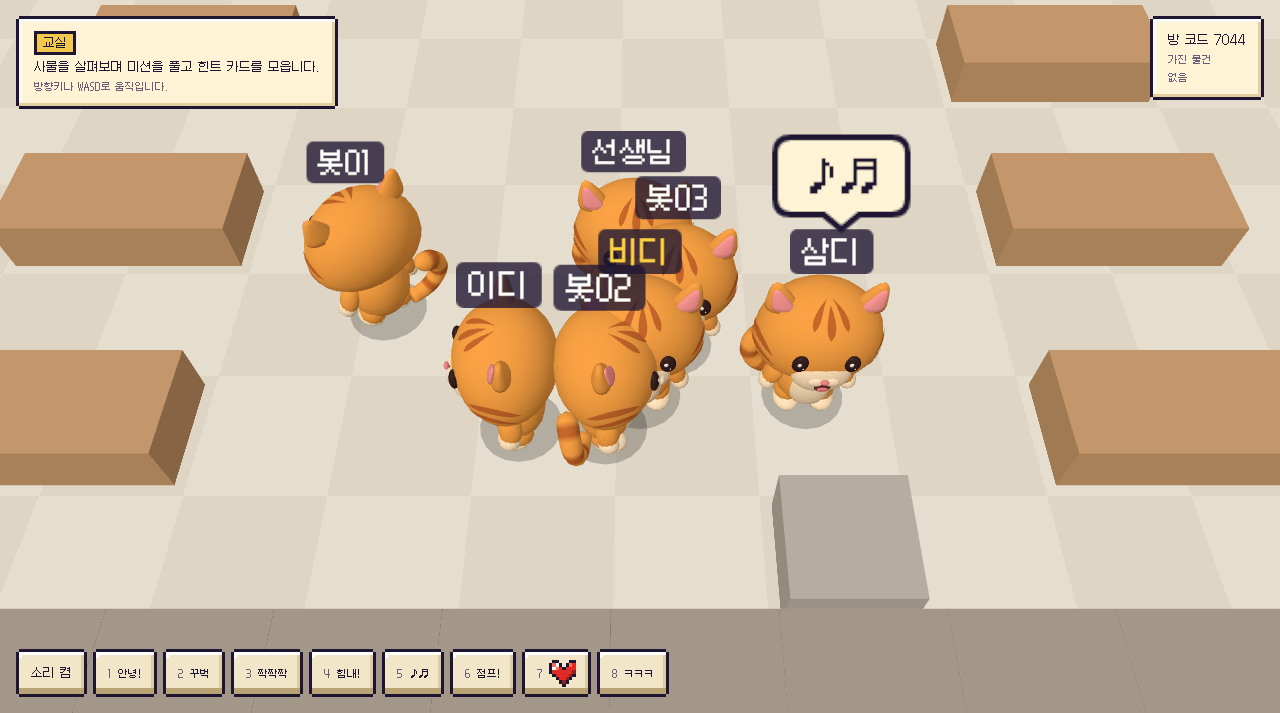 교실
사물을 살펴보며 미션을 풀고 힌트 카드를 모읍니다.
방향키나 WASD로 움직입니다.
방 코드 7044
가진 물건
없음
봇01
선생님
봇03
비디
이디
봇02
삼디
♪♬
소리 켬
1 안녕!
2 꾸벅
3 짝짝짝
4 힘내!
5 ♪♬
6 점프!
7
8 ㅋㅋㅋ